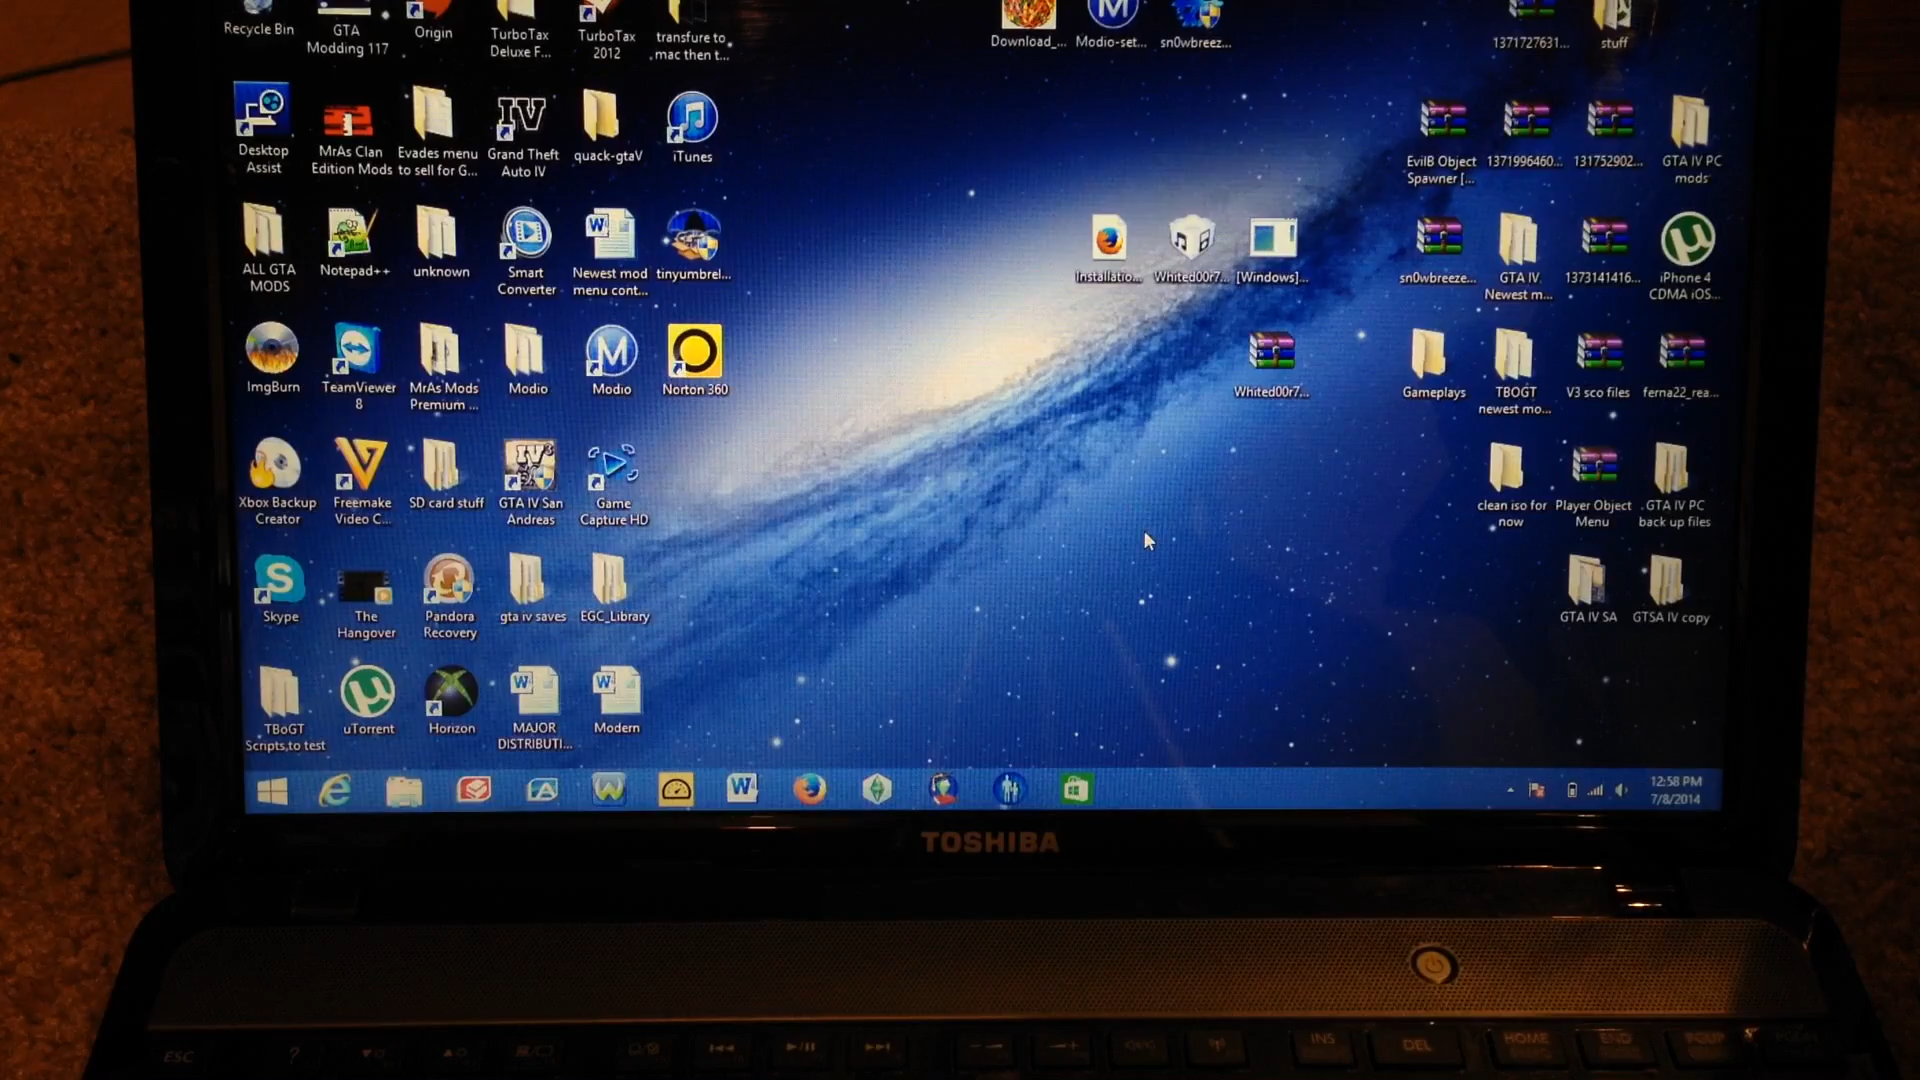 Recycle Bin
GTA
Modding 117
Origin
TurboTax
Deluxe F...
TurboTax
2012
transfure to
mac then t...
Download_...
Modio-set...
sn0wbreez...
1371727631...
stuff
Desktop
Assist
MrAs Clan
Edition Mods
Evades menu
to sell for G...
IV
Grand Theft
Auto IV
quack-gtaV
iTunes
EvilB Object
Spawner [...
1371996460...
131752902...
GTA IV PC
mods
ALL GTA
MODS
Notepad++
unknown
Smart
Converter
Newest mod
menu cont...
tinyumbrel...
Installatio...
Whited00r7...
[Windows]...
sn0wbreeze...
GTA IV
Newest m...
1373141416...
iPhone 4
CDMA iOS...
ImgBurn
TeamViewer
8
MrAs Mods
Premium ...
Modio
Modio
Norton 360
Whited00r7...
Gameplays
TBOGT
newest mo...
V3 sco files
ferna22_rea...
Xbox Backup
Creator
Freemake
Video C...
SD card stuff
GTA IV San
Andreas
Game
Capture HD
clean iso for
now
Player Object
Menu
GTA IV PC
back up files
Skype
The
Hangover
Pandora
Recovery
gta iv saves
EGC_Library
GTA IV SA
GTSA IV copy
TBoGT
Scripts,to test
uTorrent
Horizon
MAJOR
DISTRIBUTI...
Modern
12:58 PM
7/8/2014
TOSHIBA
ESC
?
INS
DEL
HOME
END
PGUP